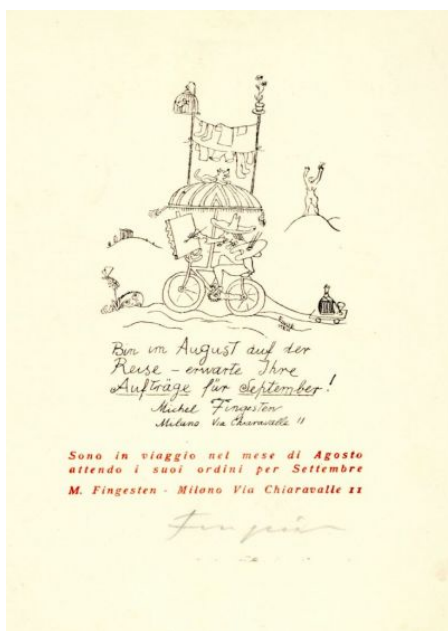 Bin im August auf der
Reise - erwarte Ihre
Aufträge für September!
Michel Fingesten
Milano Via Chiaravalle 11
Sono in viaggio nel mese di Agosto
attendo i suoi ordini per Settembre
M. Fingesten - Milano Via Chiaravalle 11
Fingesten